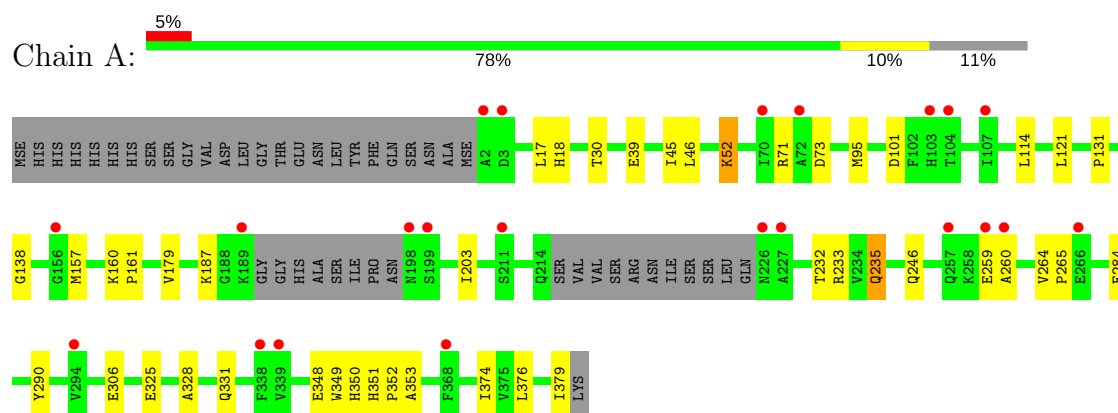 5%
Chain A:
78% 10% 11%
MSE HIS HIS HIS HIS HIS HIS SER SER GLY VAL ASP LEU GLY THR GLU ASN LEU TYR PHE GLN SER ASN ALA MSE A2 D3 L17 H18 T30 E39 I45 L46 K52 I70 R71 A72 D73 M95 D101 F102 H103 T104 I107 L114 L121 P131
G138 G156 M157 K160 P161 V179 K187 G188 K189 GLY GLY HIS ALA SER ILE PRO ASN N198 S199 I203 S211 Q214 SER VAL VAL SER ARG ASN ILE SER SER LEU GLN N226 A227 T232 R233 V234 Q235 Q246 Q257 K258 E259 A260 V264 P265 E266
Y290 V294 E306 E325 A328 Q331 F338 V339 E348 W349 H350 H351 P352 A353 F368 I374 V375 L376 I379 LYS